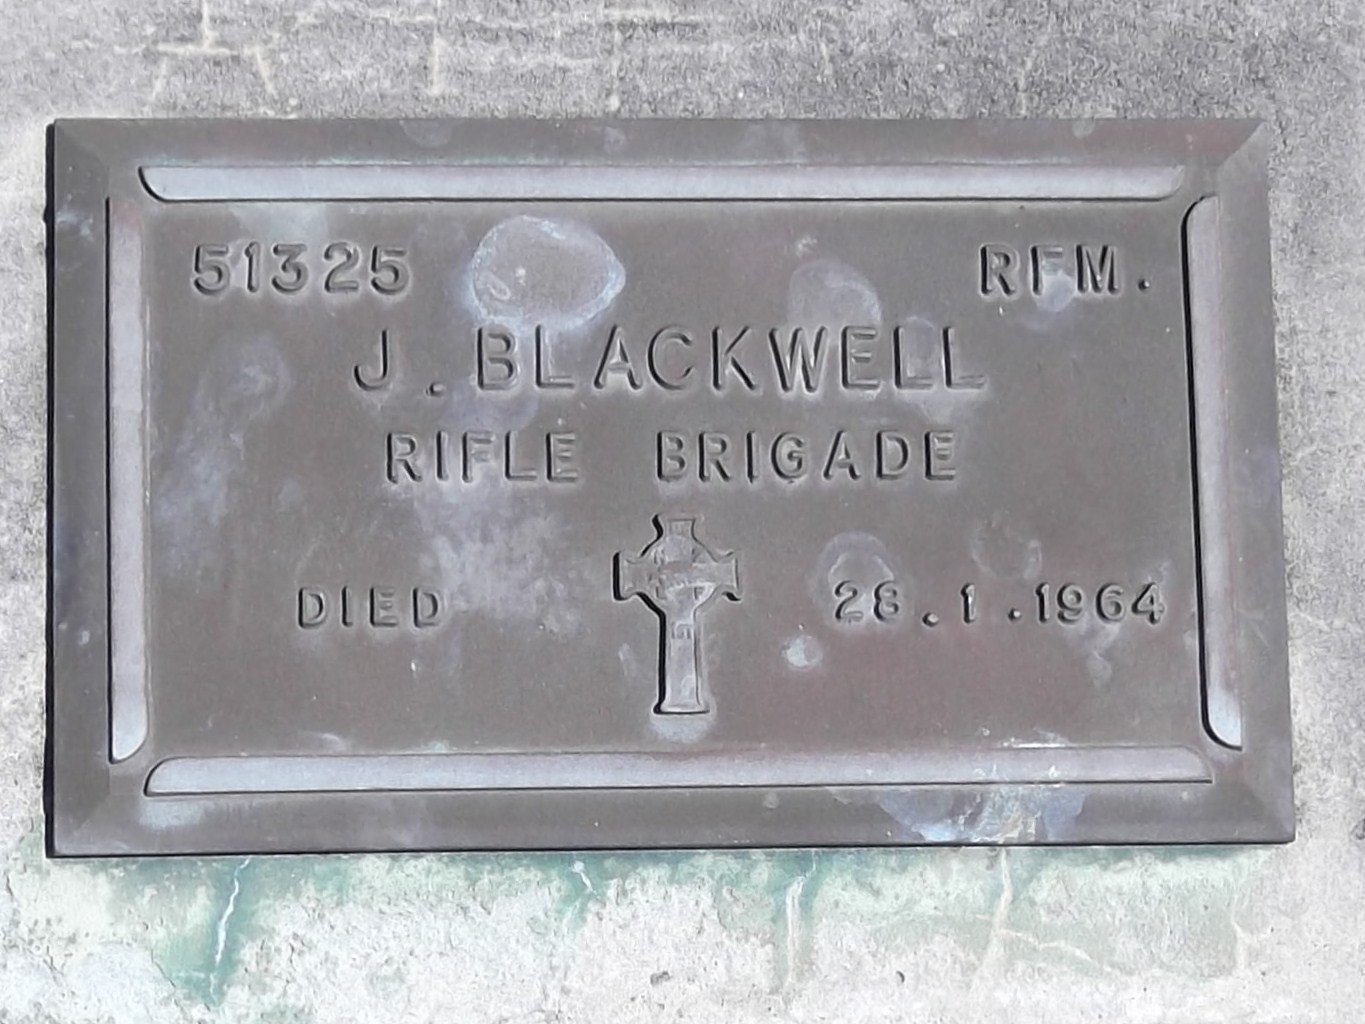 51325 RFM.
J. BLACKWELL
RIFLE BRIGADE
DIED 28.1.1964